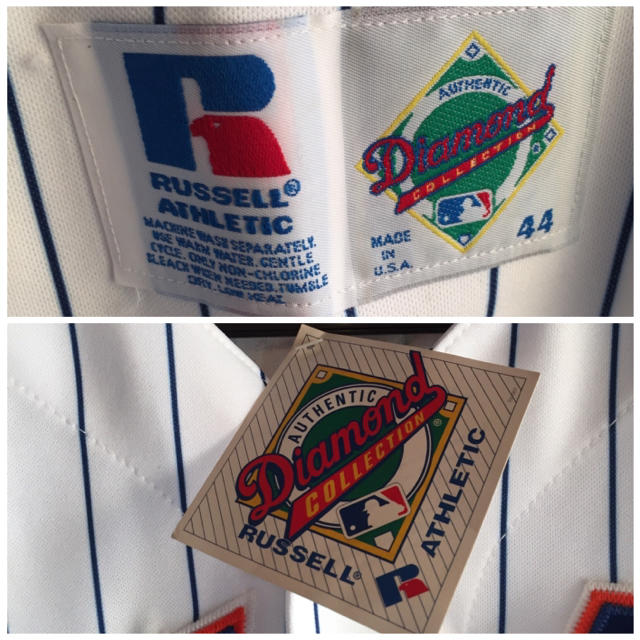 RUSSELL®
ATHLETIC
MACHINE WASH SEPARATELY.
USE WARM WATER. GENTLE
CYCLE. ONLY NON-CHLORINE
BLEACH WHEN NEEDED. TUMBLE
DRY. LOW HEAT
AUTHENTIC
Diamond
COLLECTION
MADE
IN
U.S.A.
44
AUTHENTIC
Diamond
COLLECTION
RUSSELL®
ATHLETIC